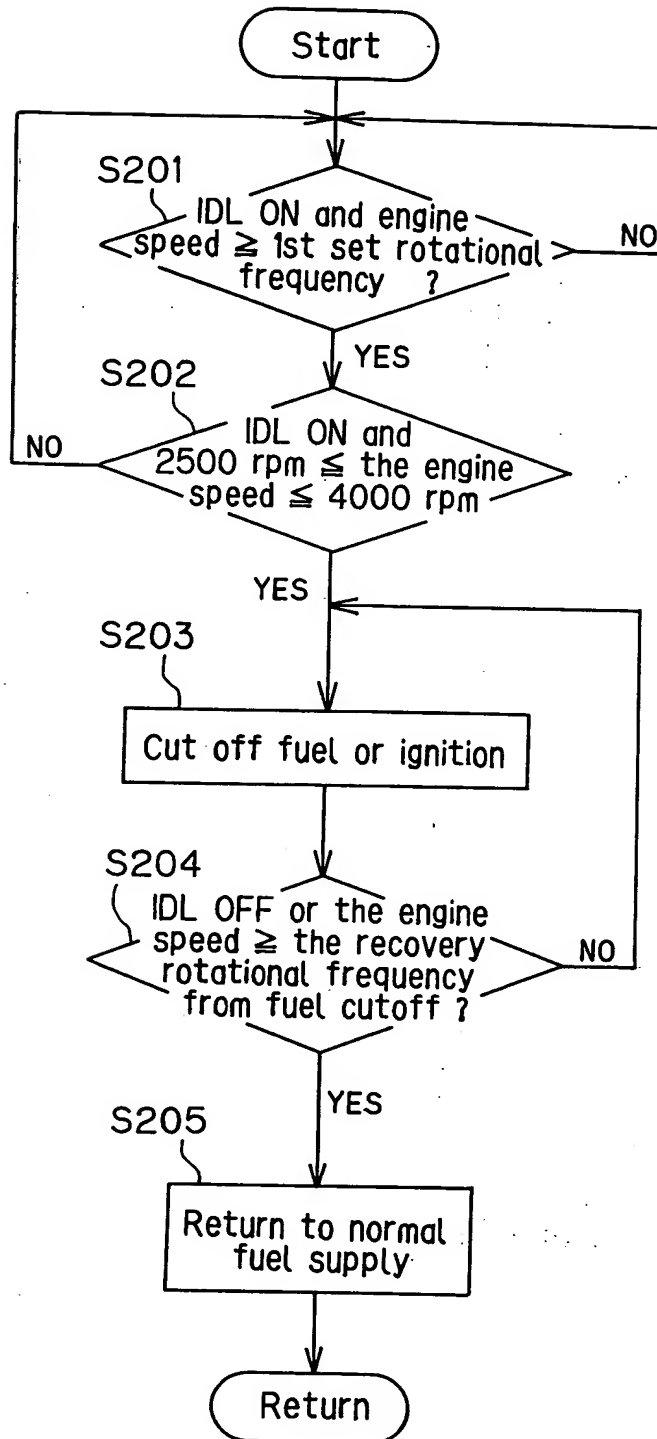 Start
S201
IDL ON and engine
speed ≧ 1st set rotational
frequency ?
NO
YES
S202
IDL ON and
2500 rpm ≦ the engine
speed ≦ 4000 rpm
NO
YES
S203
Cut off fuel or ignition
S204
IDL OFF or the engine
speed ≧ the recovery
rotational frequency
from fuel cutoff ?
NO
YES
S205
Return to normal
fuel supply
Return